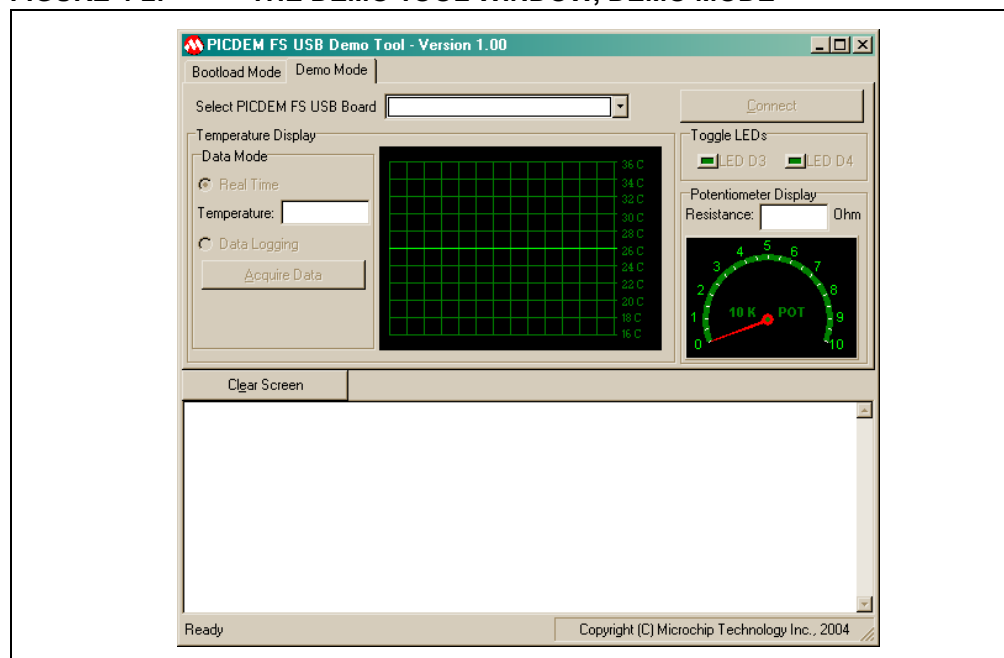 PICDEM FS USB Demo Tool - Version 1.00
Bootload Mode Demo Mode
Select PICDEM FS USB Board
Connect
Temperature Display
Data Mode
Real Time
Temperature:
Data Logging
Acquire Data
36 C
34 C
32 C
30 C
28 C
26 C
24 C
22 C
20 C
18 C
16 C
Toggle LEDs
LED D3 LED D4
Potentiometer Display
Resistance: Ohm
0
1
2
3
4
5
6
7
8
9
10
10 K POT
Clear Screen
Ready
Copyright (C) Microchip Technology Inc., 2004